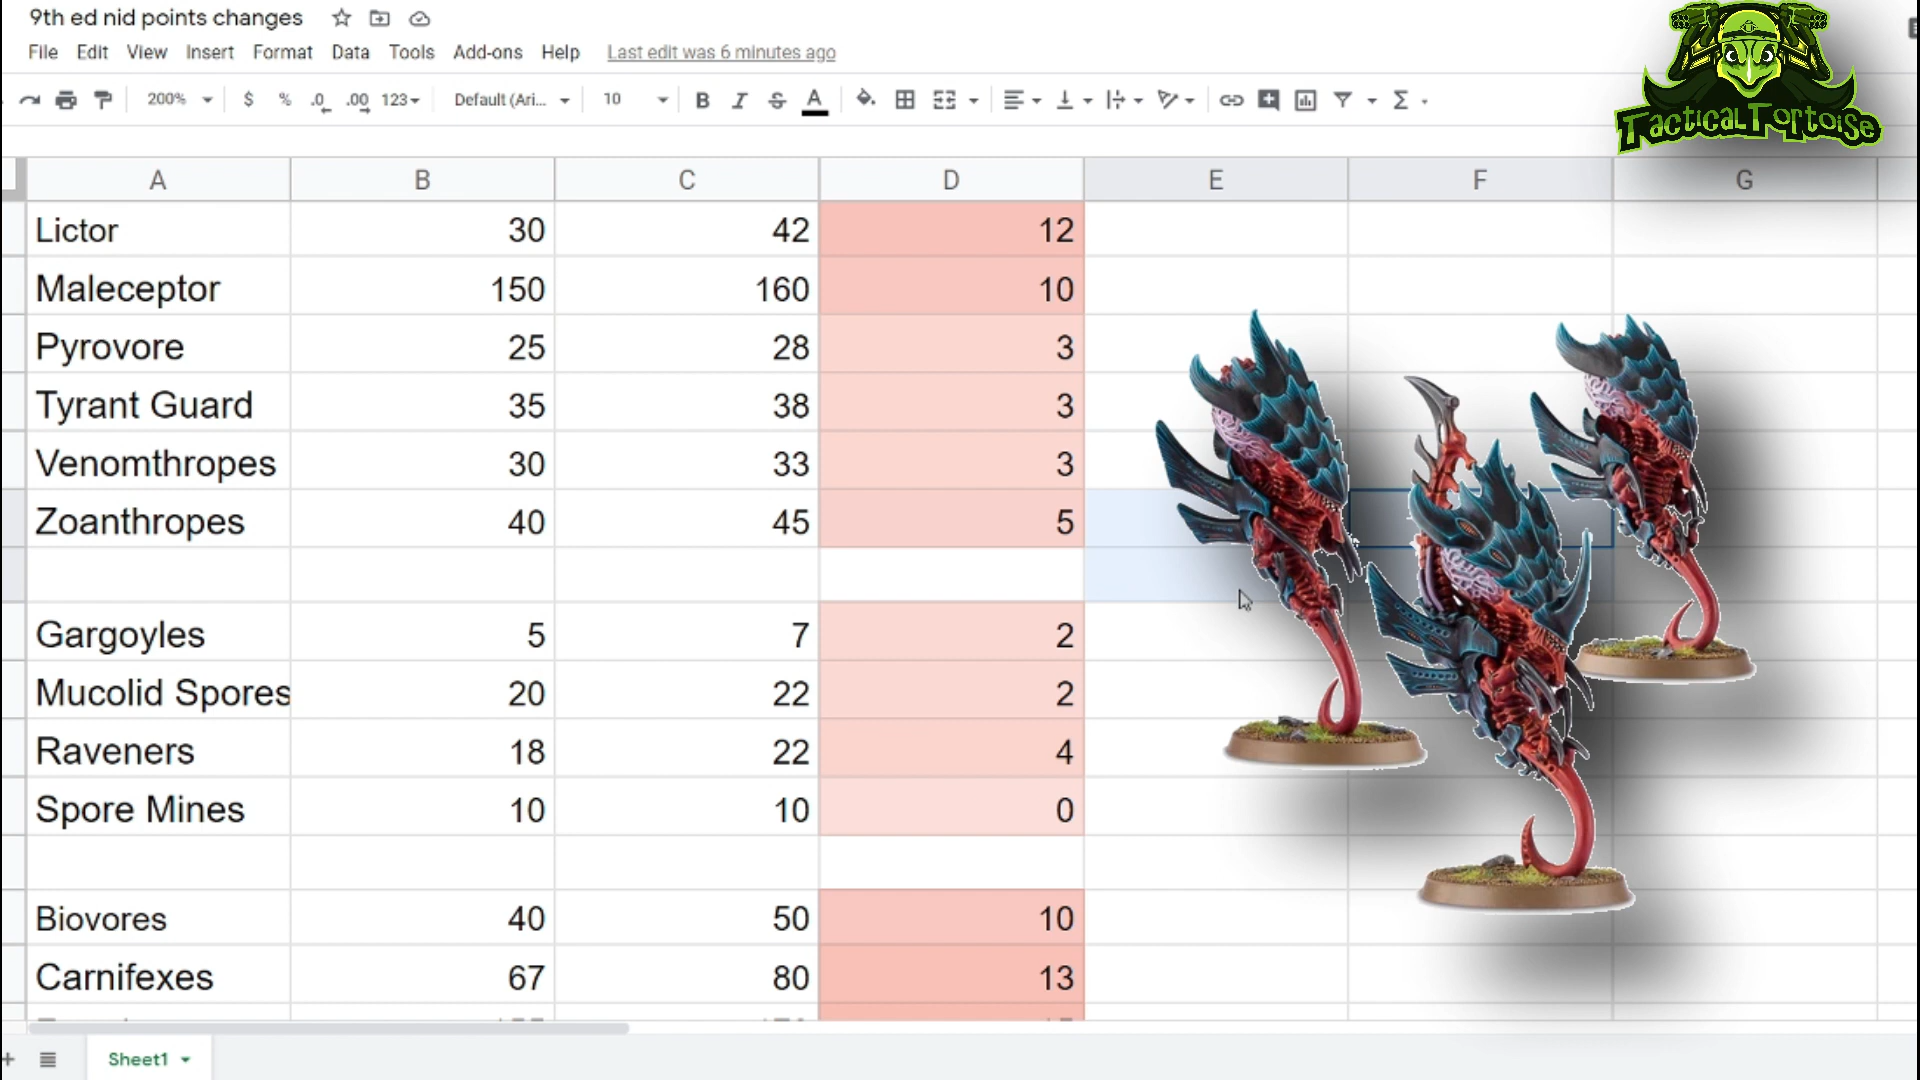 9th ed nid points changes
File Edit View Insert Format Data Tools Add-ons Help Last edit was 6 minutes ago
200% $ % .0 .00 123 Default (Ari... 10 B I S A Σ
TacticalTortoise
A B C D E F G
Lictor 30 42 12
Maleceptor 150 160 10
Pyrovore 25 28 3
Tyrant Guard 35 38 3
Venomthropes 30 33 3
Zoanthropes 40 45 5
Gargoyles 5 7 2
Mucolid Spores 20 22 2
Raveners 18 22 4
Spore Mines 10 10 0
Biovores 40 50 10
Carnifexes 67 80 13
Sheet1